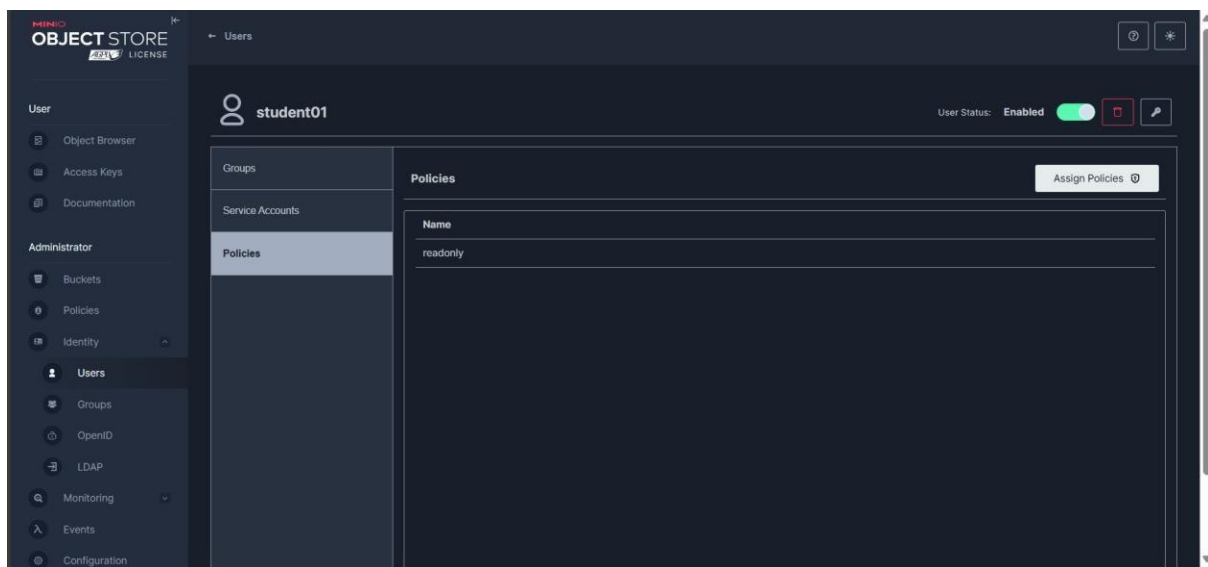 MINIO
OBJECT STORE
AGPLv3 LICENSE
← Users
User
Object Browser
Access Keys
Documentation
Administrator
Buckets
Policies
Identity
Users
Groups
OpenID
LDAP
Monitoring
Events
Configuration
student01
User Status: Enabled
Groups
Service Accounts
Policies
Policies
Assign Policies
Name
readonly